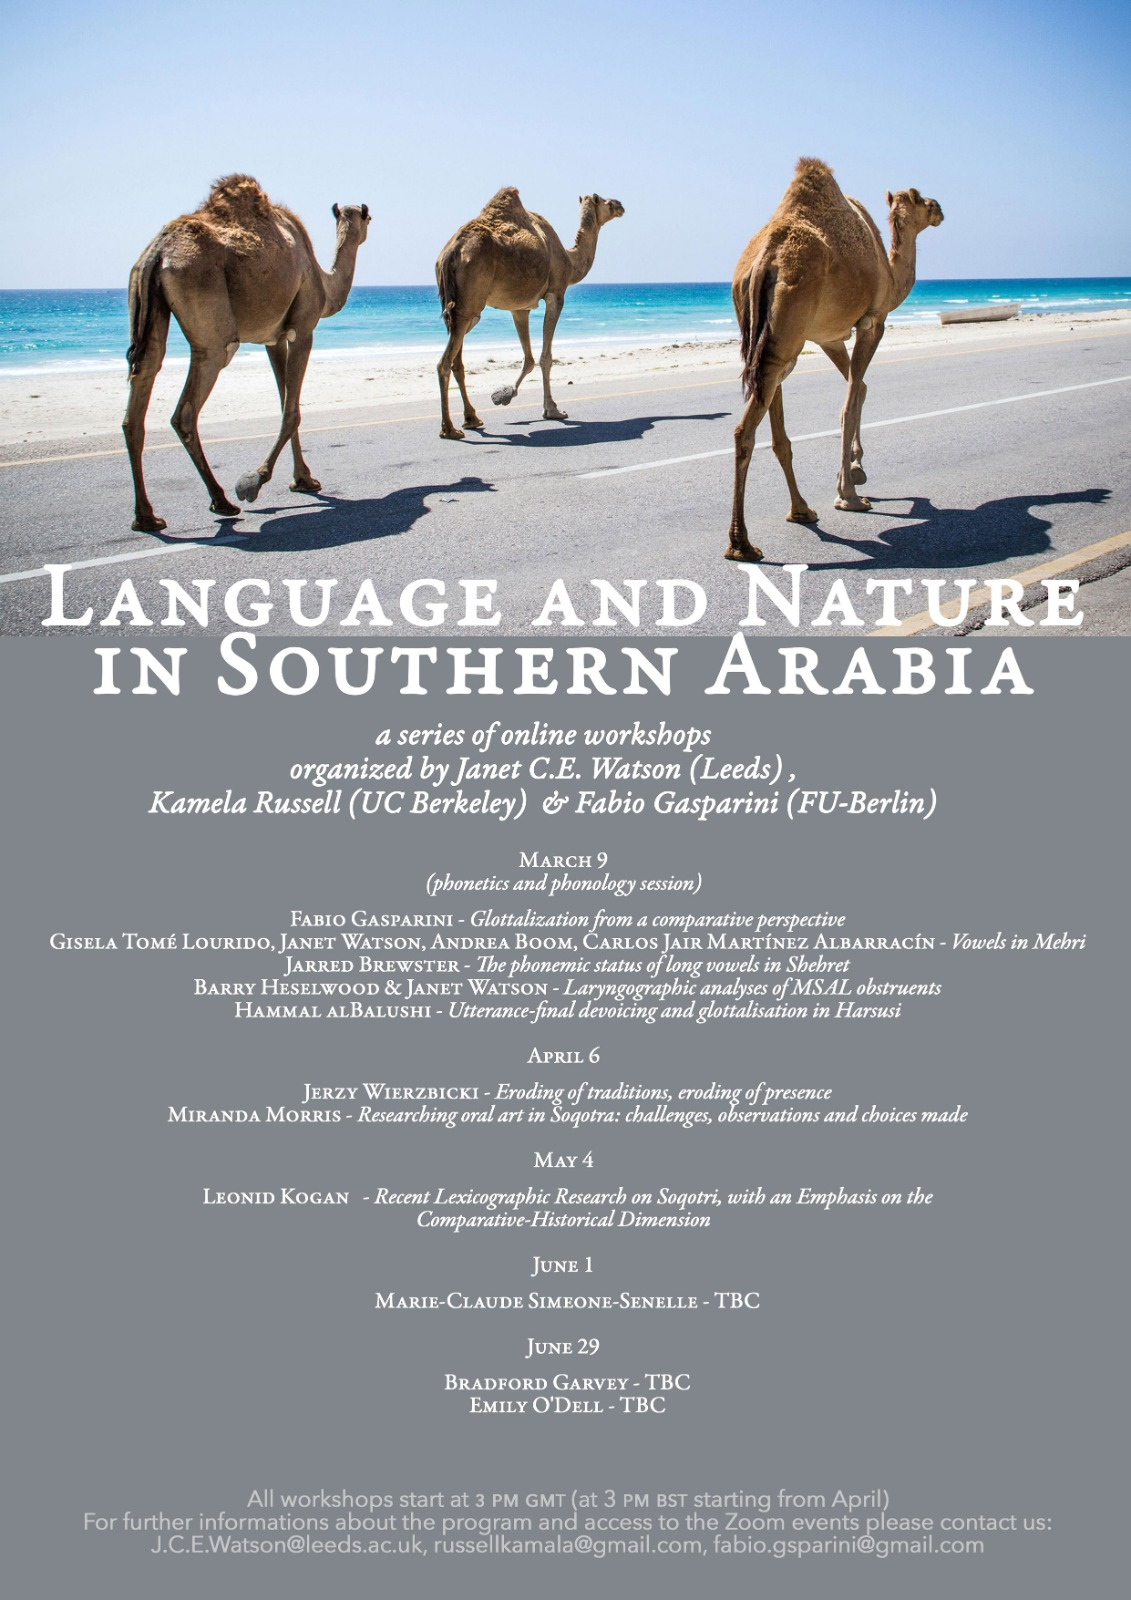 Language and Nature
in Southern Arabia
a series of online workshops
organized by Janet C.E. Watson (Leeds) ,
Kamela Russell (UC Berkeley) & Fabio Gasparini (FU-Berlin)
March 9
(phonetics and phonology session)
Fabio Gasparini - Glottalization from a comparative perspective
Gisela Tomé Lourido, Janet Watson, Andrea Boom, Carlos Jair Martínez Albarracín - Vowels in Mehri
Jarred Brewster - The phonemic status of long vowels in Shehret
Barry Heselwood & Janet Watson - Laryngographic analyses of MSAL obstruents
Hammal alBalushi - Utterance-final devoicing and glottalisation in Harsusi
April 6
Jerzy Wierzbicki - Eroding of traditions, eroding of presence
Miranda Morris - Researching oral art in Soqotra: challenges, observations and choices made
May 4
Leonid Kogan - Recent Lexicographic Research on Soqotri, with an Emphasis on the
Comparative-Historical Dimension
June 1
Marie-Claude Simeone-Senelle - TBC
June 29
Bradford Garvey - TBC
Emily O'Dell - TBC
All workshops start at 3 PM GMT (at 3 PM BST starting from April)
For further informations about the program and access to the Zoom events please contact us:
J.C.E.Watson@leeds.ac.uk, russellkamala@gmail.com, fabio.gsparini@gmail.com